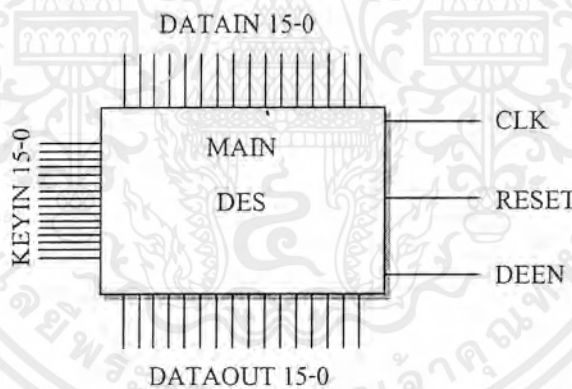 DATAIN 15-0
KEYIN 15-0
MAIN
DES
CLK
RESET
DEEN
DATAOUT 15-0